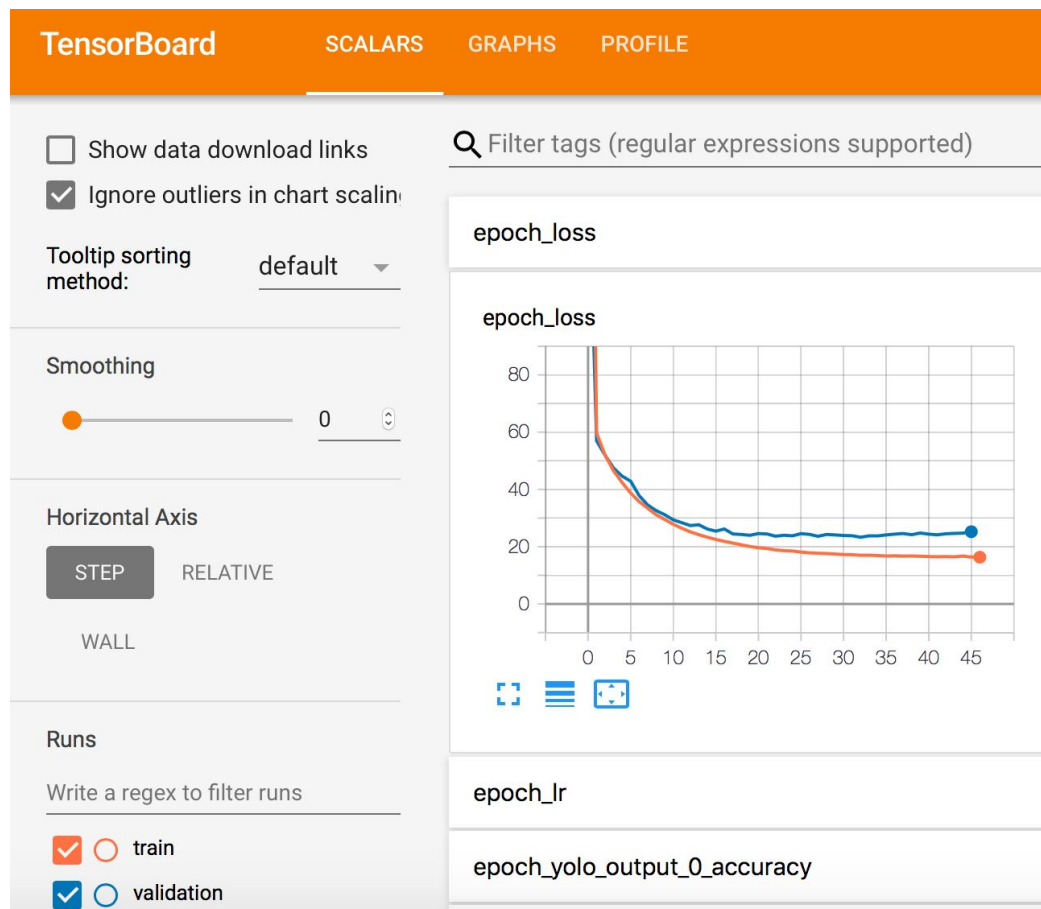 TensorBoard SCALARS GRAPHS PROFILE
Show data download links
Ignore outliers in chart scaling
Tooltip sorting
method:
default
Smoothing
0
Horizontal Axis
STEP RELATIVE
WALL
Runs
Write a regex to filter runs
train
validation
Filter tags (regular expressions supported)
epoch_loss
epoch_loss
80
60
40
20
0
0 5 10 15 20 25 30 35 40 45
epoch_lr
epoch_yolo_output_0_accuracy